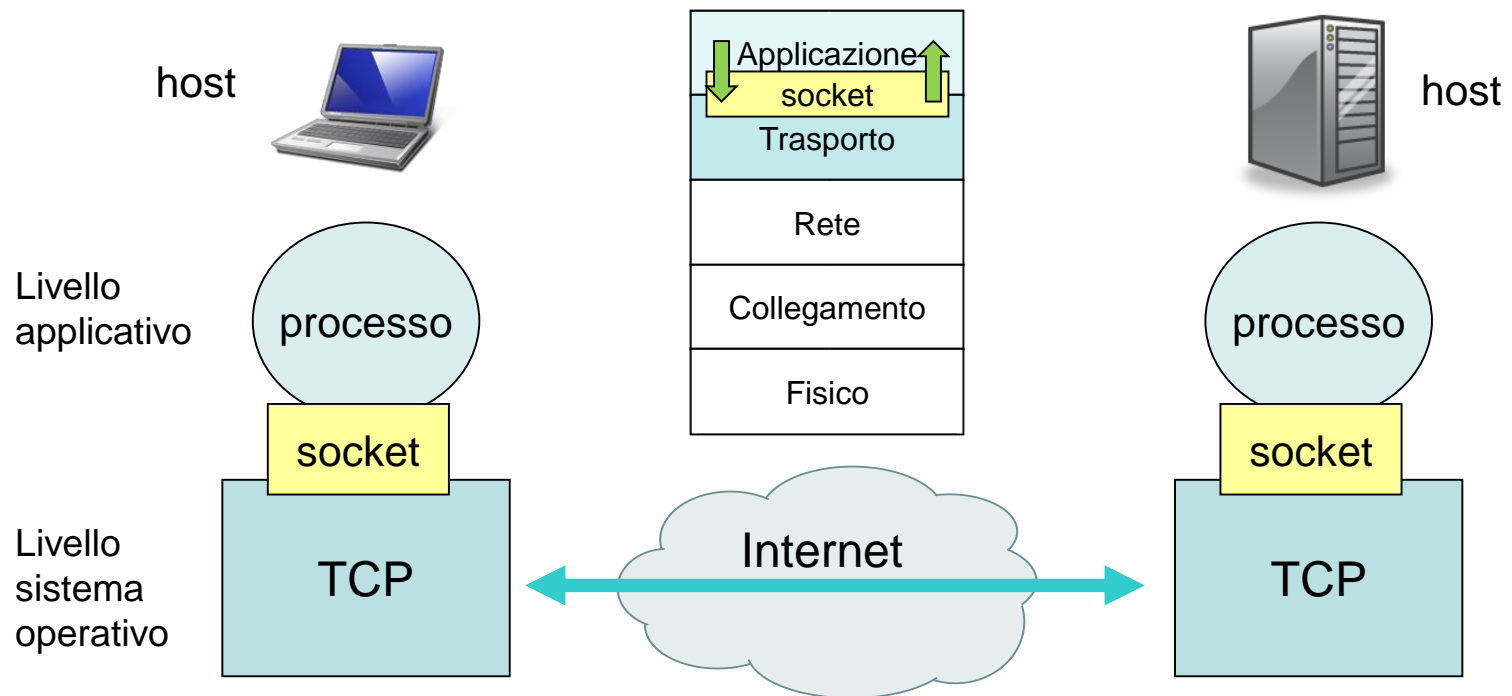 host
Applicazione
socket
Trasporto
Rete
Collegamento
Fisico
host
Livello
applicativo
processo
socket
Livello
sistema
operativo
TCP
Internet
processo
socket
TCP